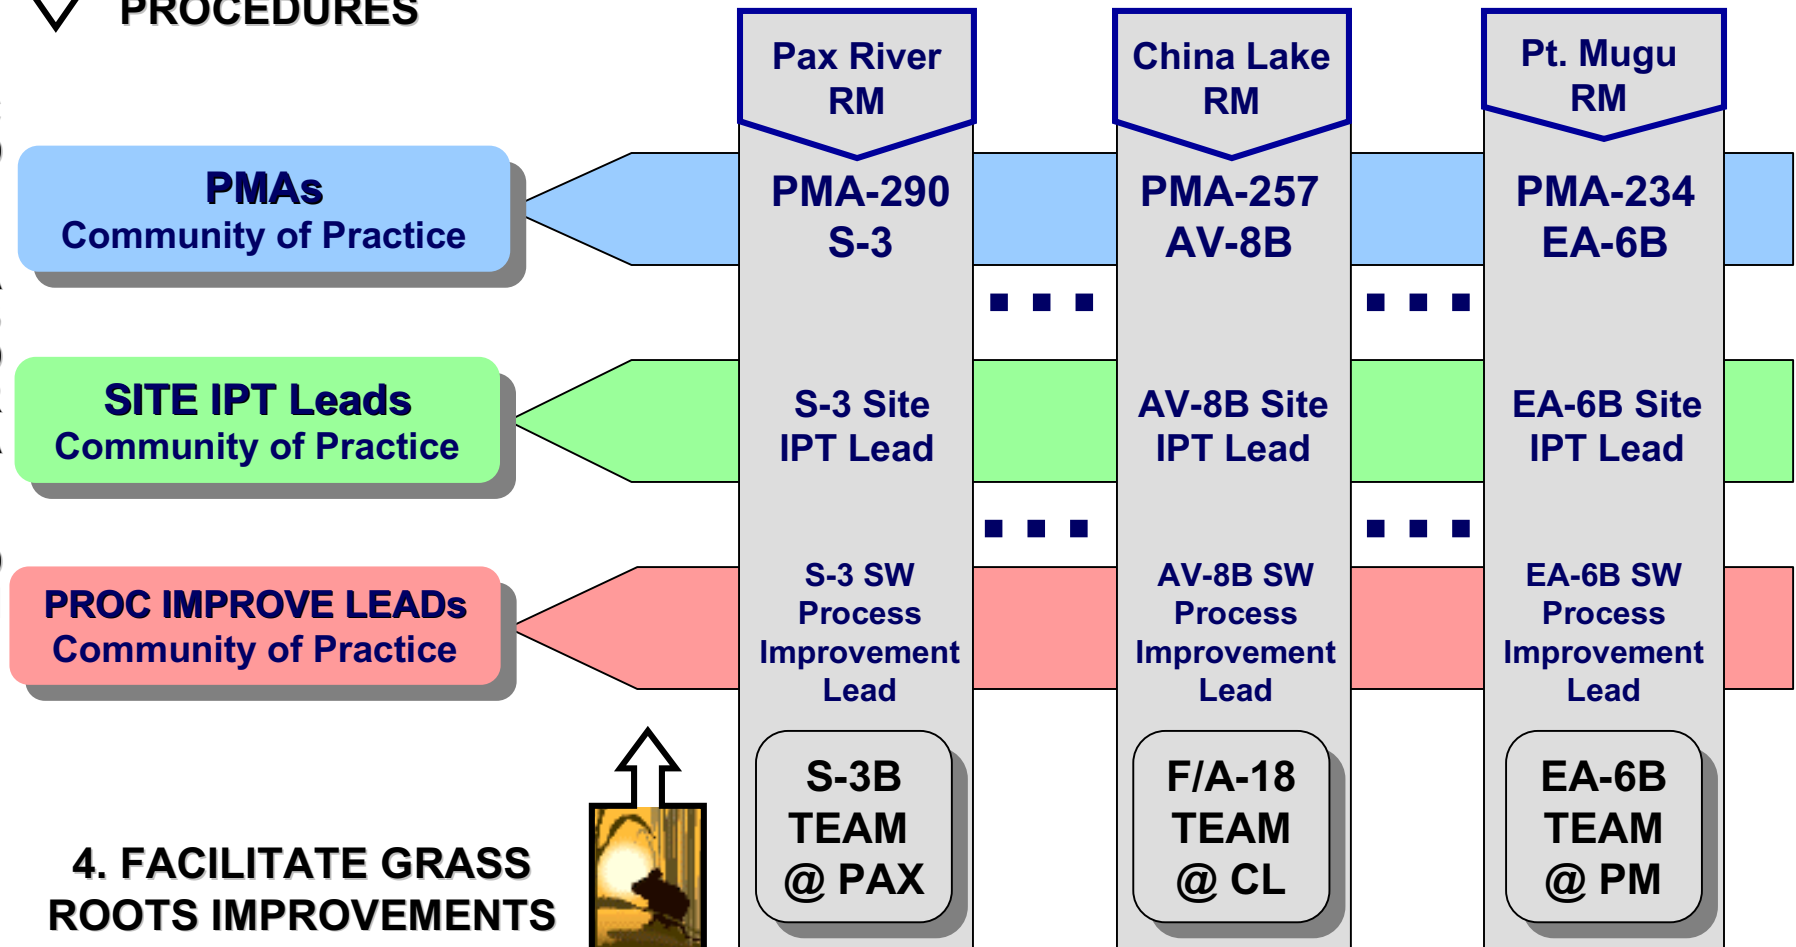 PROCEDURES
Pax River
RM
China Lake
RM
Pt. Mugu
RM
PMAs
Community of Practice
PMA-290
S-3
PMA-257
AV-8B
PMA-234
EA-6B
SITE IPT Leads
Community of Practice
S-3 Site
IPT Lead
AV-8B Site
IPT Lead
EA-6B Site
IPT Lead
PROC IMPROVE LEADs
Community of Practice
S-3 SW
Process
Improvement
Lead
AV-8B SW
Process
Improvement
Lead
EA-6B SW
Process
Improvement
Lead
S-3B
TEAM
@ PAX
F/A-18
TEAM
@ CL
EA-6B
TEAM
@ PM
4. FACILITATE GRASS
ROOTS IMPROVEMENTS